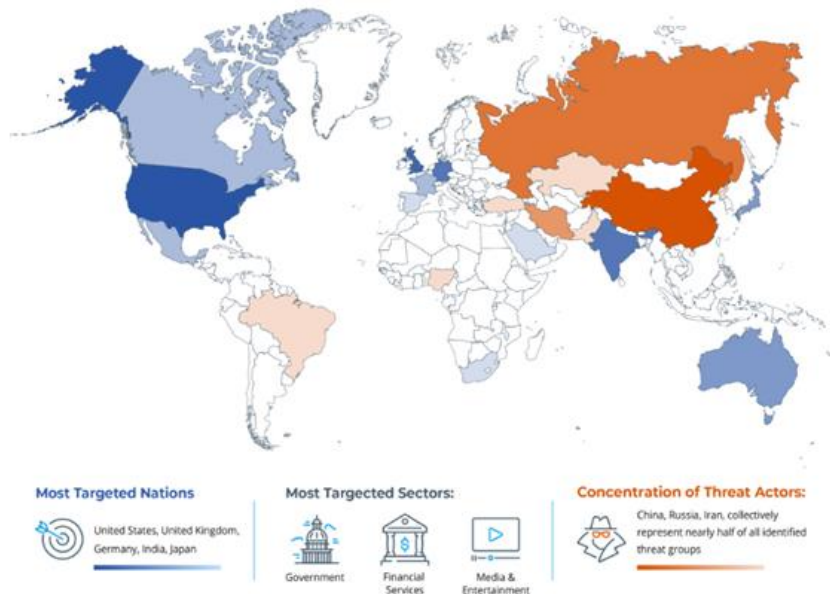 Most Targeted Nations
United States, United Kingdom,
Germany, India, Japan
Most Targected Sectors:
$
Government
Financial
Services
Media &
Entertainment
Concentration of Threat Actors:
China, Russia, Iran, collectively
represent nearly half of all identified
threat groups